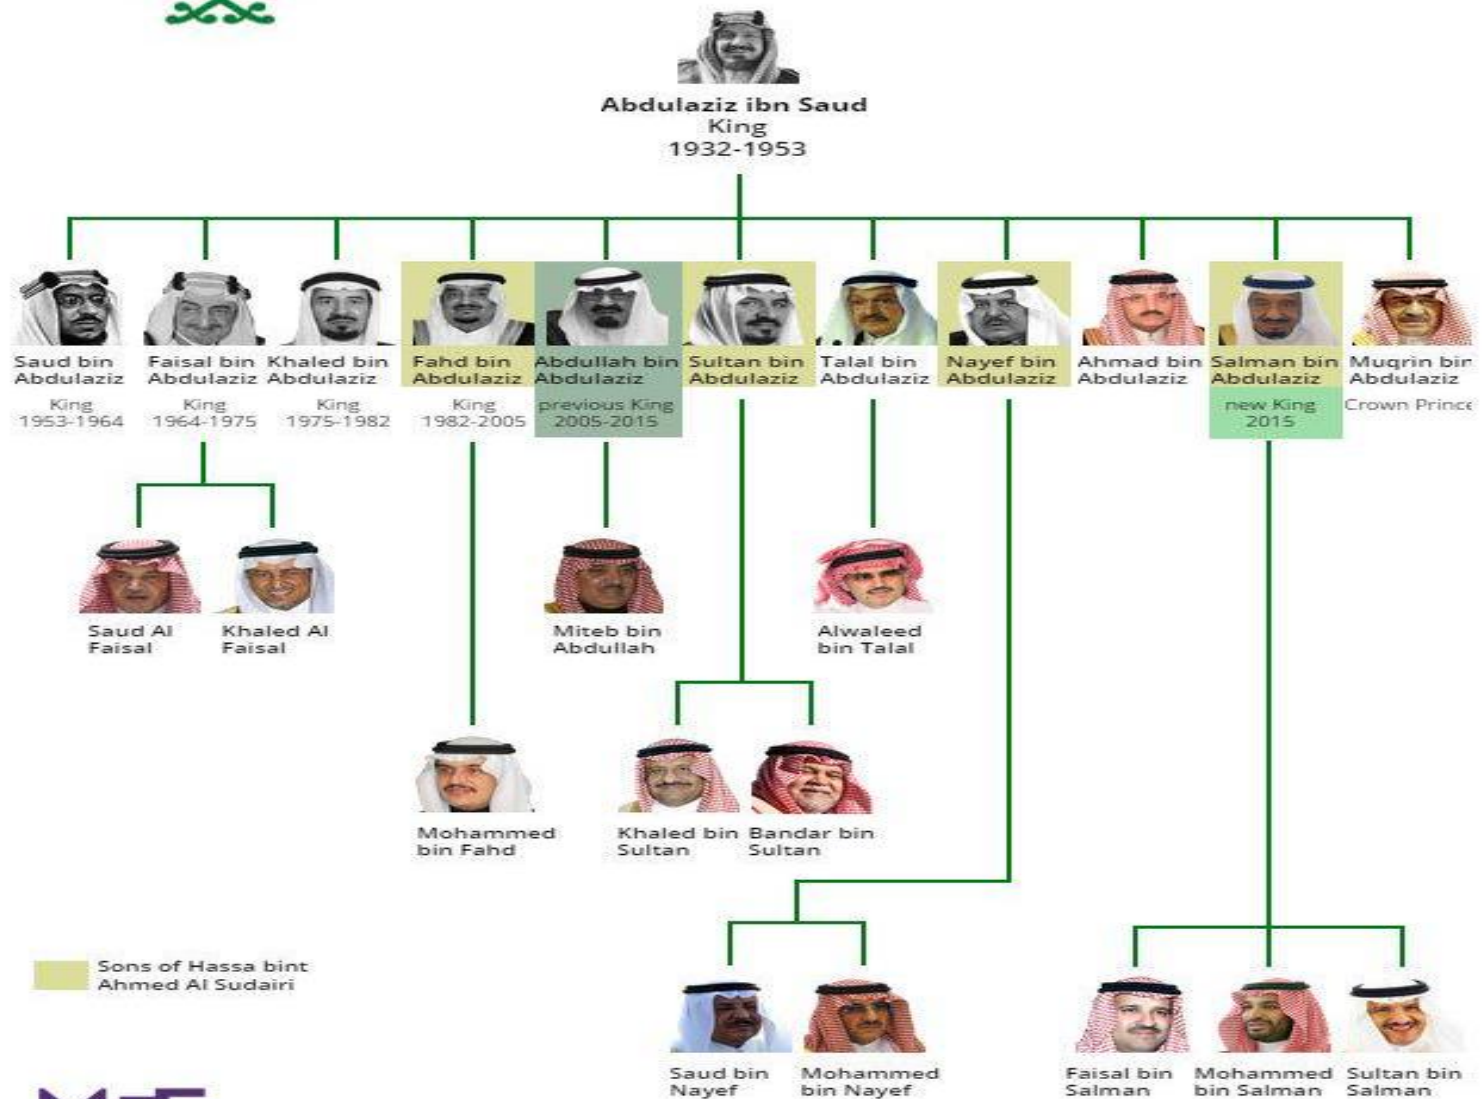 Abdulaziz ibn Saud
King
1932-1953
Saud bin
Abdulaziz
King
1953-1964
Faisal bin
Abdulaziz
King
1964-1975
Khaled bin
Abdulaziz
King
1975-1982
Fahd bin
Abdulaziz
King
1982-2005
Abdullah bin
Abdulaziz
previous King
2005-2015
Sultan bin
Abdulaziz
Talal bin
Abdulaziz
Nayef bin
Abdulaziz
Ahmad bin
Abdulaziz
Salman bin
Abdulaziz
new King
2015
Muqrin bin
Abdulaziz
Crown Prince
Saud Al
Faisal
Khaled Al
Faisal
Miteb bin
Abdullah
Alwaleed
bin Talal
Mohammed
bin Fahd
Khaled bin
Sultan
Bandar bin
Sultan
Sons of Hassa bint
Ahmed Al Sudairi
Saud bin
Nayef
Mohammed
bin Nayef
Faisal bin
Salman
Mohammed
bin Salman
Sultan bin
Salman